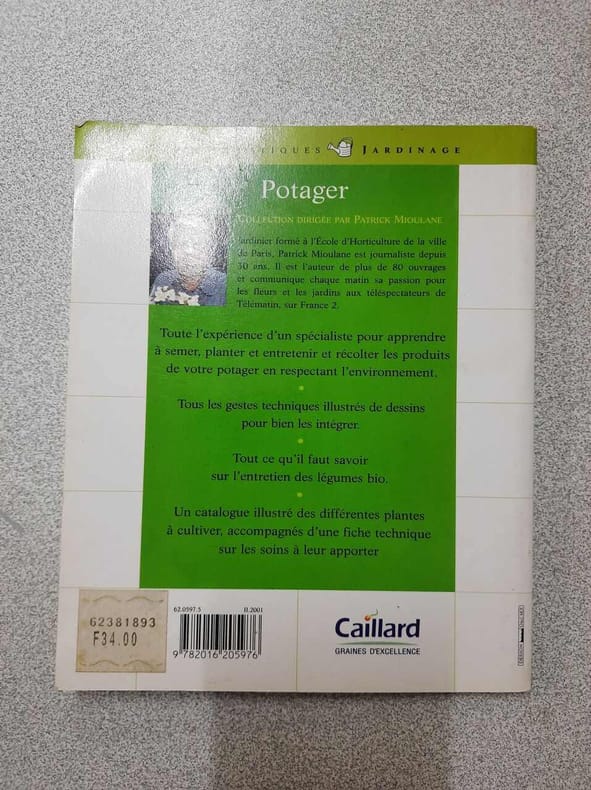 TIQUES JARDINAGE
Potager
COLLECTION DIRIGÉE PAR PATRICK MIOULANE
Jardinier formé à l'École d'Horticulture de la ville
de Paris, Patrick Mioulane est journaliste depuis
30 ans. Il est l'auteur de plus de 80 ouvrages
et communique chaque matin sa passion pour
les fleurs et les jardins aux téléspectateurs de
Télématin, sur France 2.
Toute l'expérience d'un spécialiste pour apprendre
à semer, planter et entretenir et récolter les produits
de votre potager en respectant l'environnement.
Tous les gestes techniques illustrés de dessins
pour bien les intégrer.
Tout ce qu'il faut savoir
sur l'entretien des légumes bio.
Un catalogue illustré des différentes plantes
à cultiver, accompagnés d'une fiche technique
sur les soins à leur apporter
62381893
F34.00
62.0597.5 II.2001
9 782016 205976
Caillard
GRAINES D'EXCELLENCE